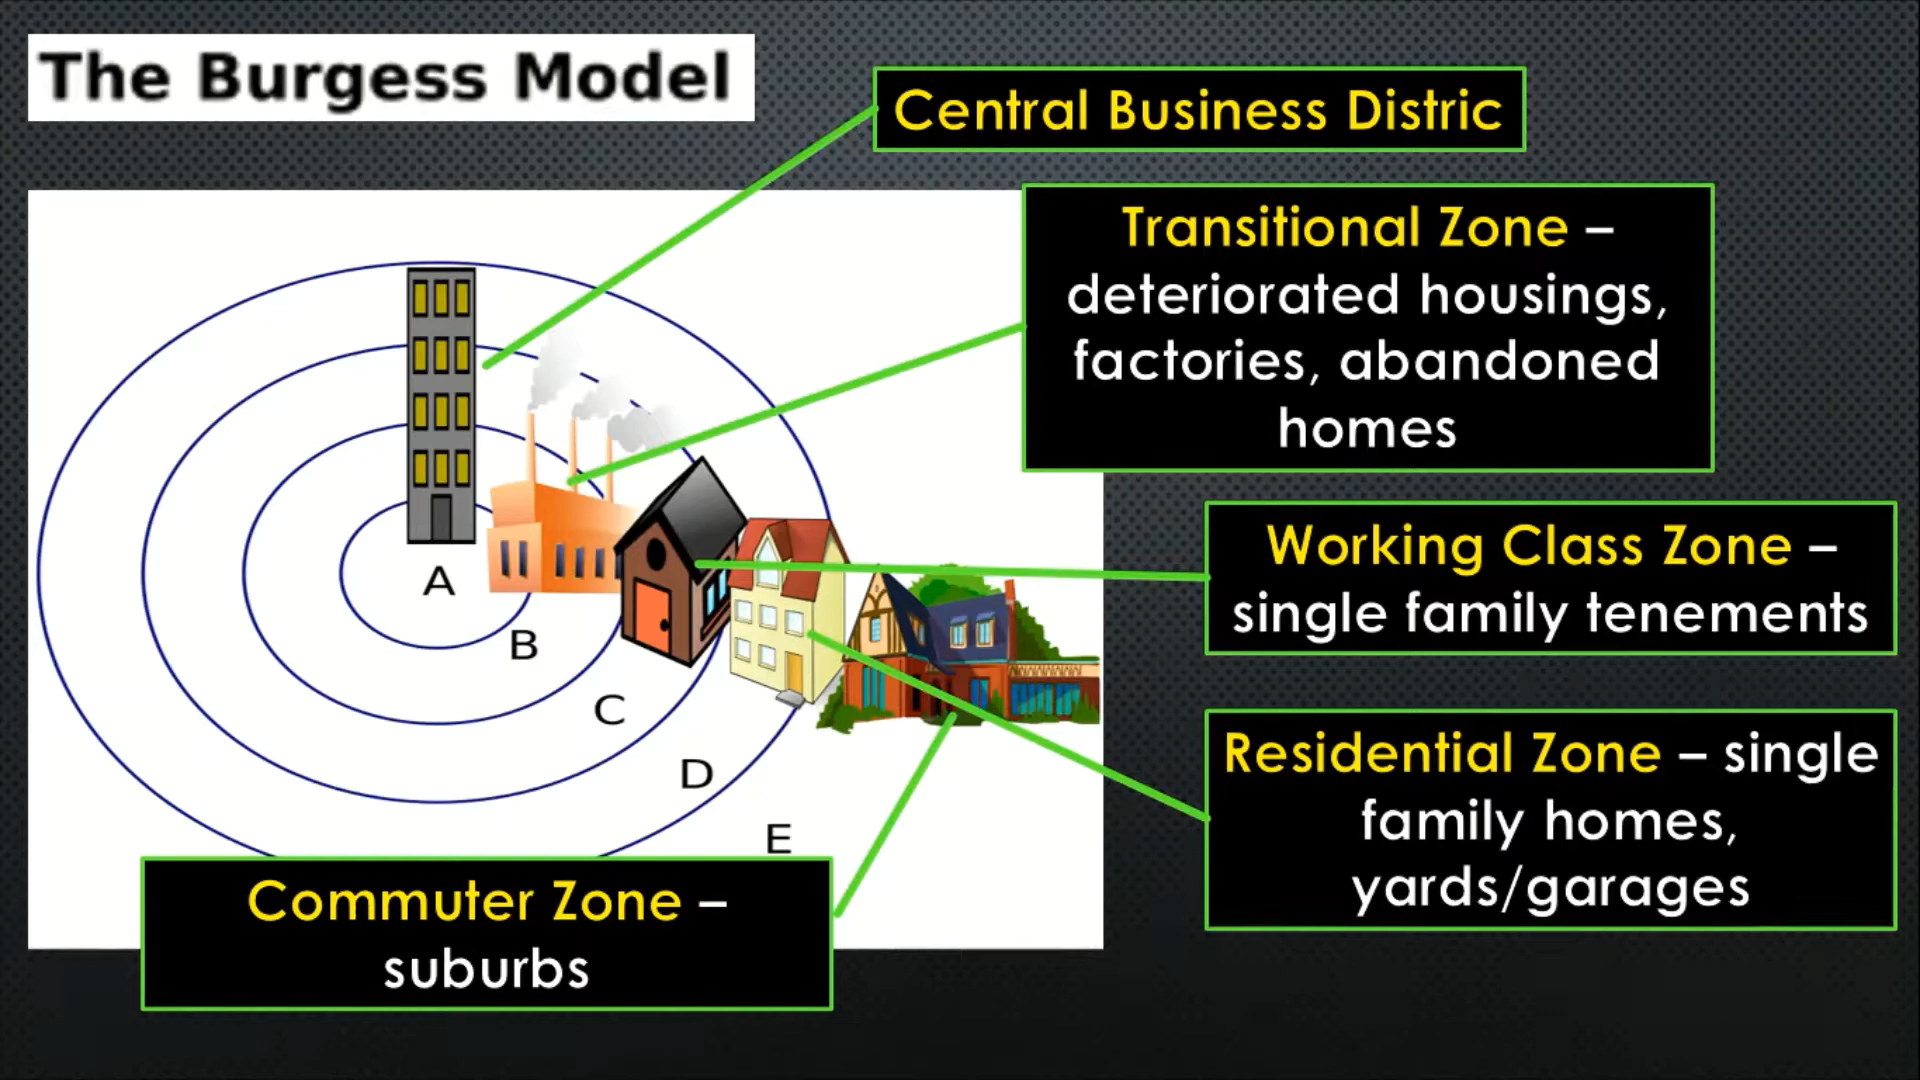 The Burgess Model
Central Business Distric
Transitional Zone –
deteriorated housings,
factories, abandoned
homes
Working Class Zone –
single family tenements
Residential Zone – single
family homes,
yards/garages
A
B
C
D
E
Commuter Zone –
suburbs